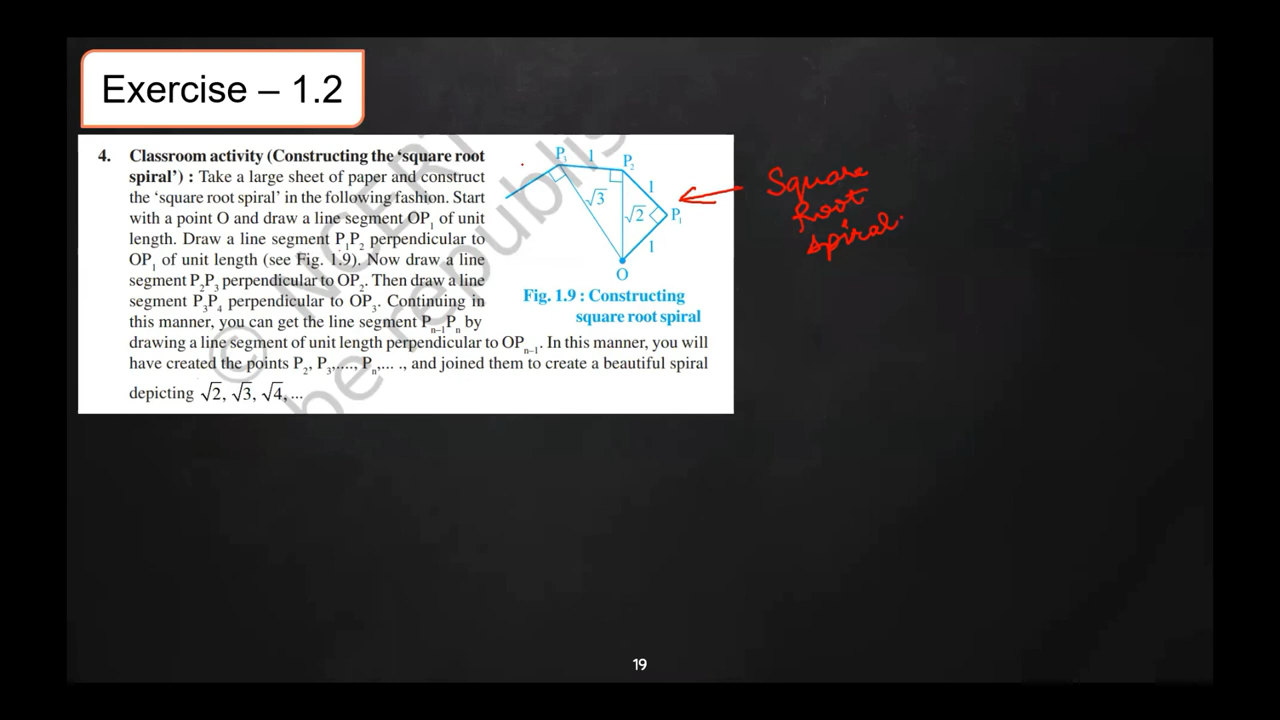 Exercise – 1.2
4. Classroom activity (Constructing the ‘square root
spiral’) : Take a large sheet of paper and construct
the ‘square root spiral’ in the following fashion. Start
with a point O and draw a line segment OP₁ of unit
length. Draw a line segment P₁P₂ perpendicular to
OP₁ of unit length (see Fig. 1.9). Now draw a line
segment P₂P₃ perpendicular to OP₂. Then draw a line
segment P₃P₄ perpendicular to OP₃. Continuing in
this manner, you can get the line segment Pₙ₋₁Pₙ by
drawing a line segment of unit length perpendicular to OPₙ₋₁. In this manner, you will
have created the points P₂, P₃,....., Pₙ,... ., and joined them to create a beautiful spiral
depicting √2, √3, √4, ...
P₃ 1 P₂
1
√3
√2 P₁
1
O
Fig. 1.9 : Constructing
square root spiral
Square
Root
spiral.
© NCERT
be republis
19